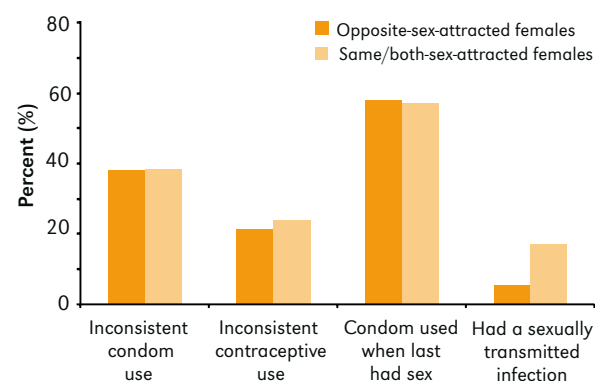 80
60
40
20
0
Percent (%)
Opposite-sex-attracted females
Same/both-sex-attracted females
Inconsistent
condom
use
Inconsistent
contraceptive
use
Condom used
when last
had sex
Had a sexually
transmitted
infection